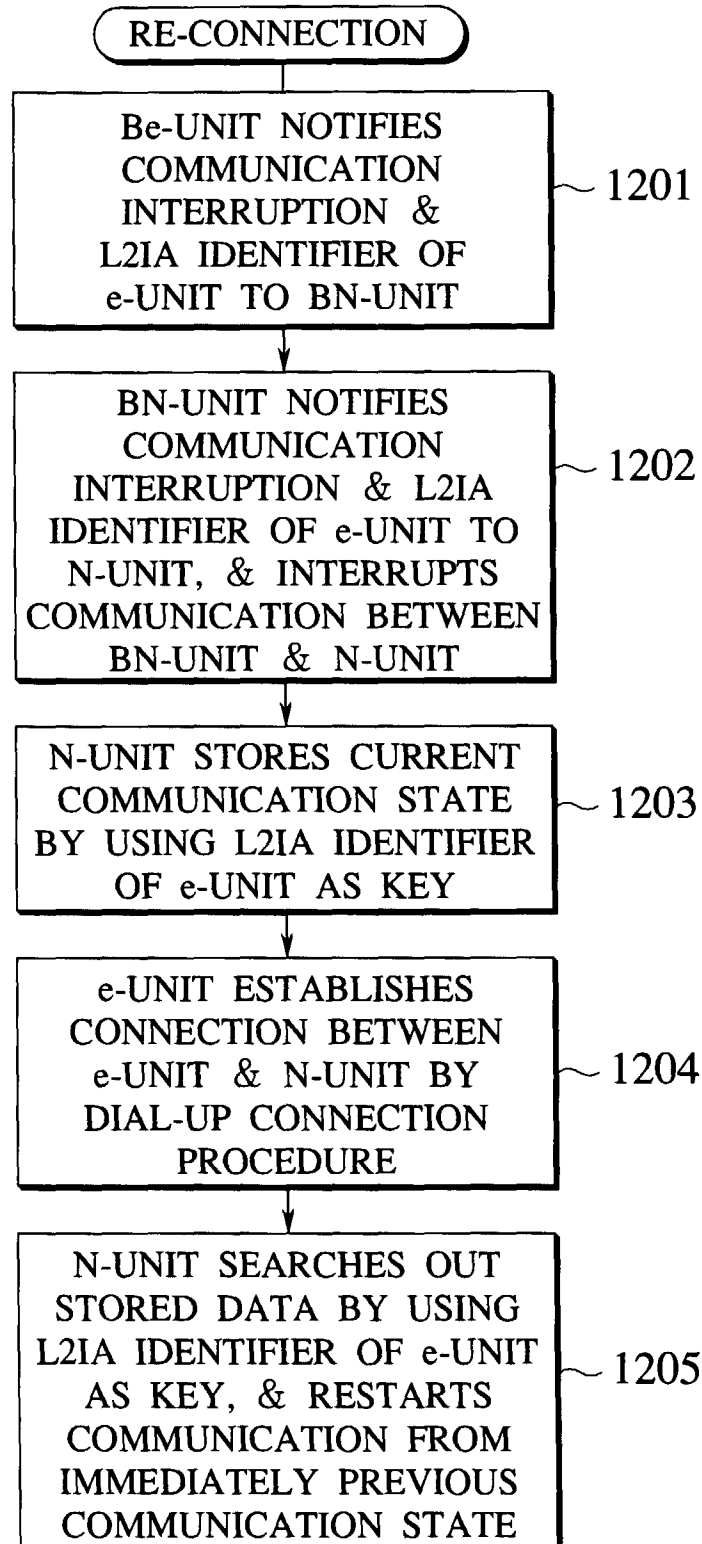 RE-CONNECTION
Be-UNIT NOTIFIES
COMMUNICATION
INTERRUPTION &
L2IA IDENTIFIER OF
e-UNIT TO BN-UNIT
1201
BN-UNIT NOTIFIES
COMMUNICATION
INTERRUPTION & L2IA
IDENTIFIER OF e-UNIT TO
N-UNIT, & INTERRUPTS
COMMUNICATION BETWEEN
BN-UNIT & N-UNIT
1202
N-UNIT STORES CURRENT
COMMUNICATION STATE
BY USING L2IA IDENTIFIER
OF e-UNIT AS KEY
1203
e-UNIT ESTABLISHES
CONNECTION BETWEEN
e-UNIT & N-UNIT BY
DIAL-UP CONNECTION
PROCEDURE
1204
N-UNIT SEARCHES OUT
STORED DATA BY USING
L2IA IDENTIFIER OF e-UNIT
AS KEY, & RESTARTS
COMMUNICATION FROM
IMMEDIATELY PREVIOUS
COMMUNICATION STATE
1205